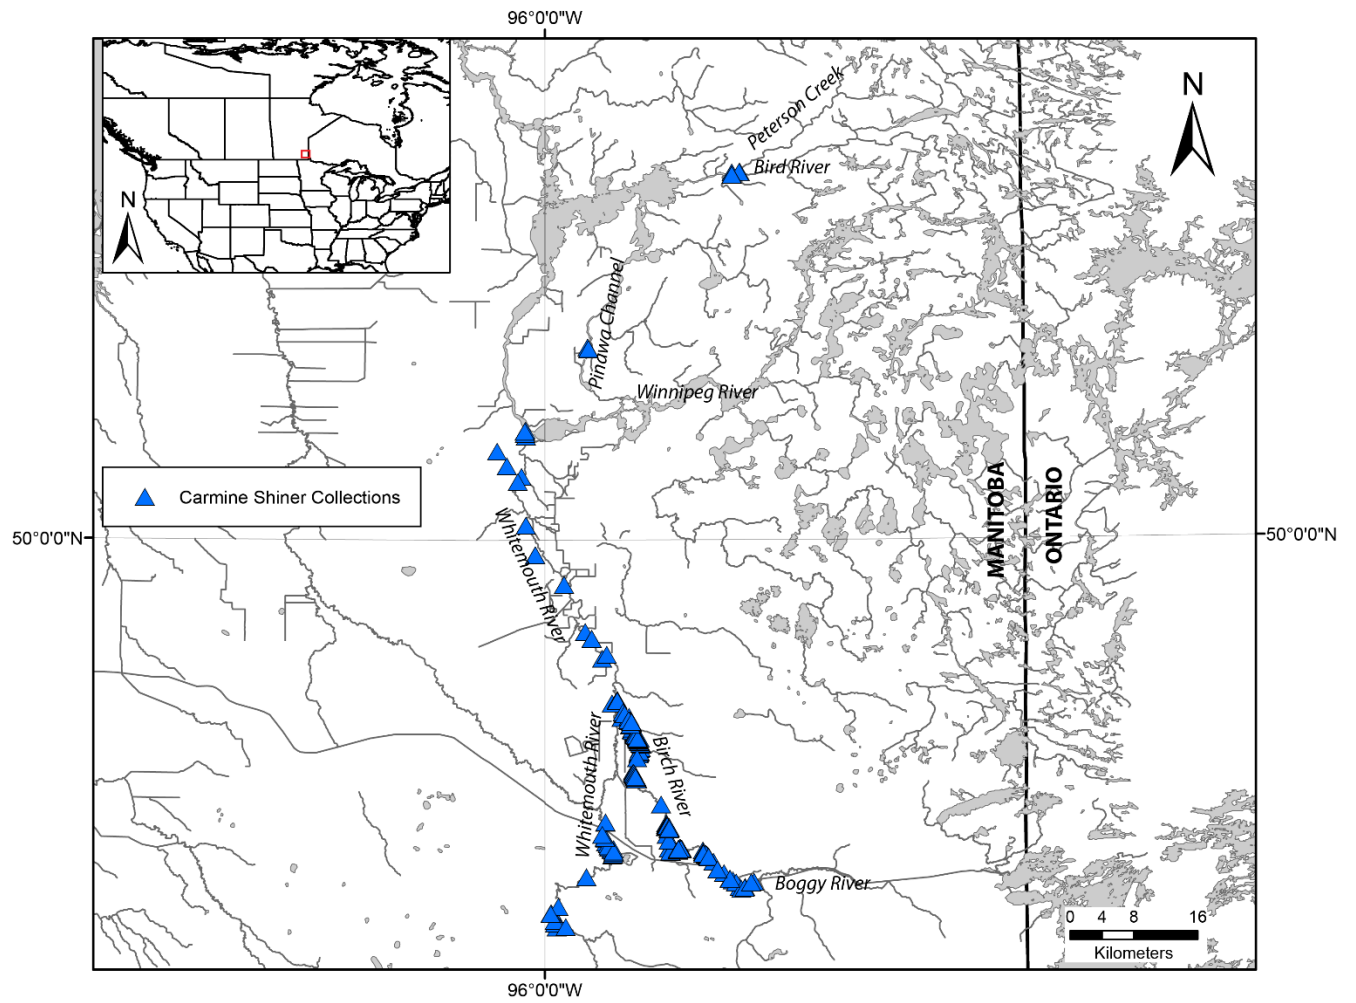 96°0'0"W
N
N
Peterson Creek
Bird River
Pinawa Channel
Winnipeg River
Carmine Shiner Collections
MANITOBA
ONTARIO
50°0'0"N
50°0'0"N
Whitemouth River
Whitemouth River
Birch River
Boggy River
0 4 8 16
Kilometers
96°0'0"W